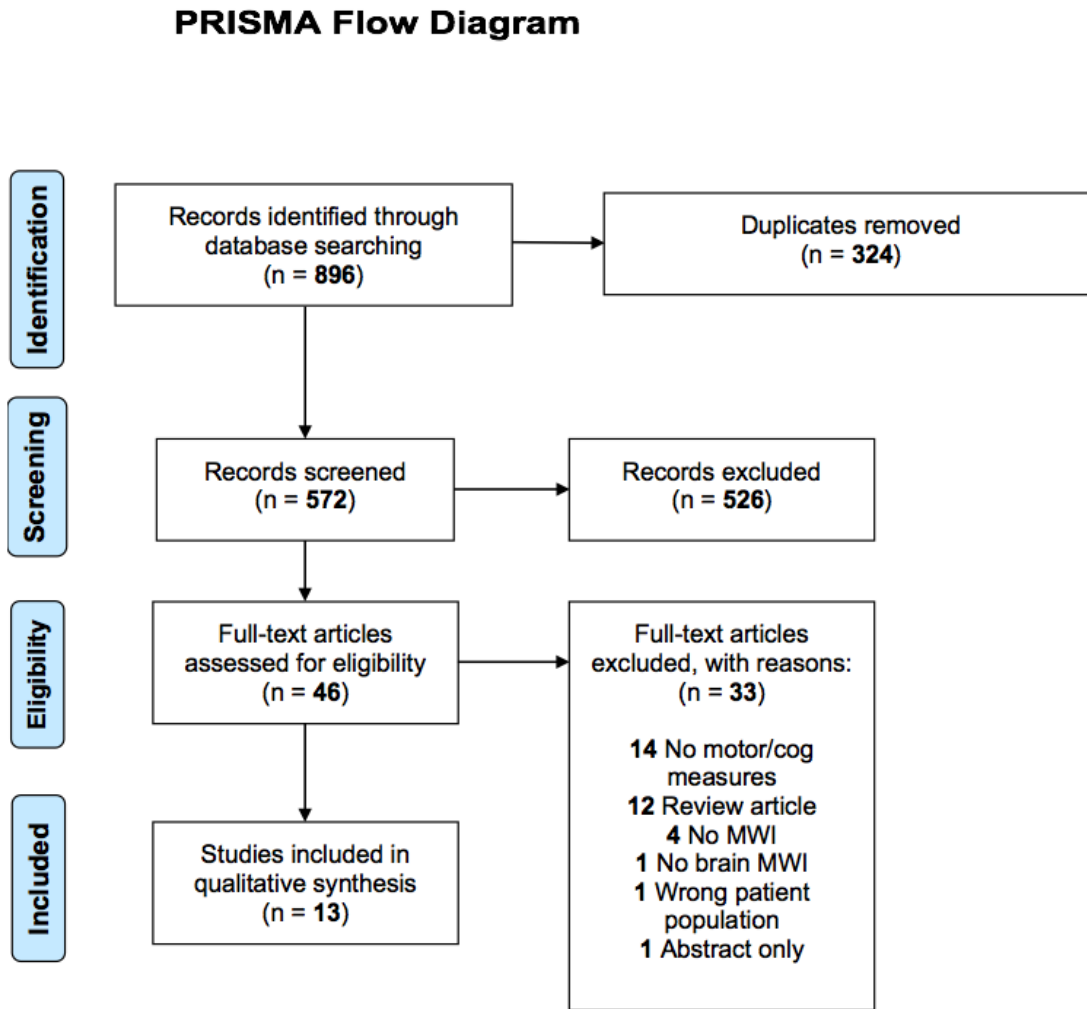 PRISMA Flow Diagram
Identification
Records identified through
database searching
(n = 896)
Duplicates removed
(n = 324)
Screening
Records screened
(n = 572)
Records excluded
(n = 526)
Eligibility
Full-text articles
assessed for eligibility
(n = 46)
Full-text articles
excluded, with reasons:
(n = 33)
14 No motor/cog
measures
12 Review article
4 No MWI
1 No brain MWI
1 Wrong patient
population
1 Abstract only
Included
Studies included in
qualitative synthesis
(n = 13)